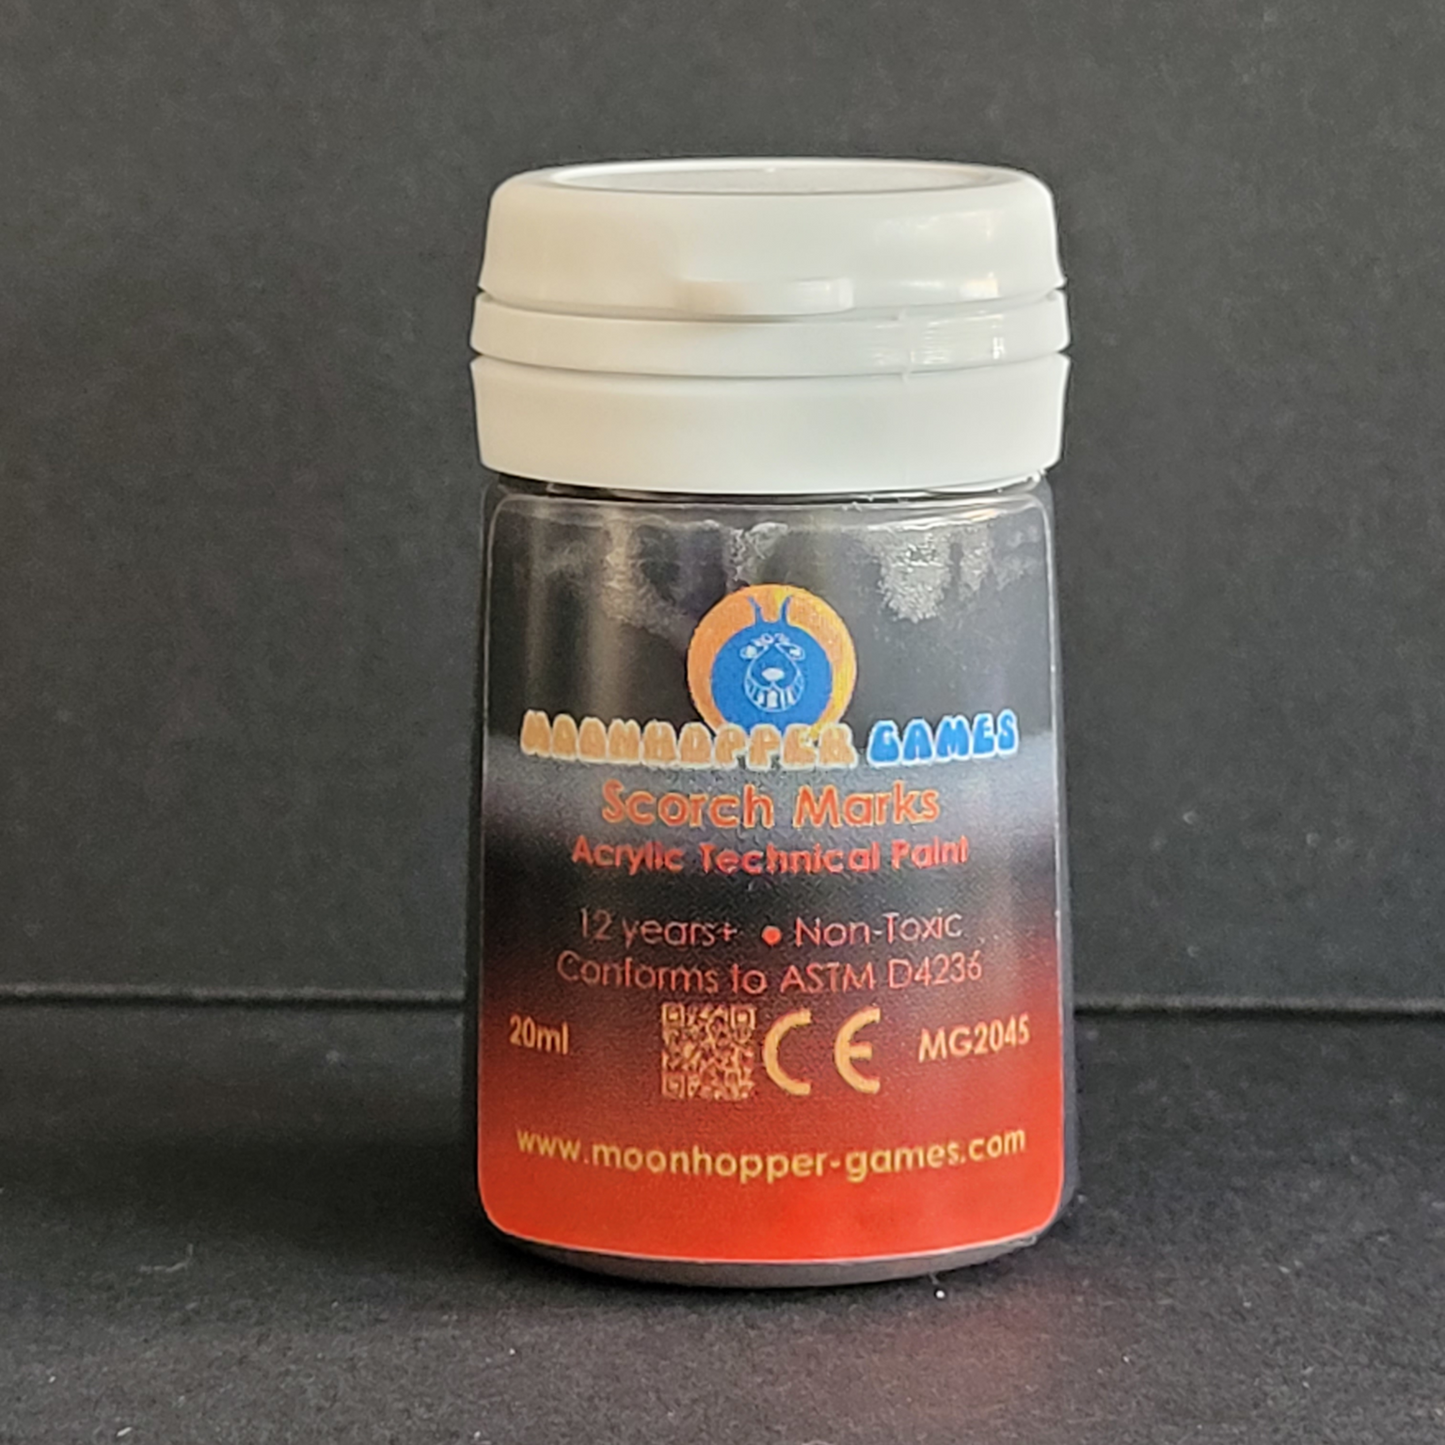 MOONHOPPER GAMES
Scorch Marks
Acrylic Technical Paint
12 years+ • Non-Toxic
Conforms to ASTM D4236
20ml CE MG2045
www.moonhopper-games.com